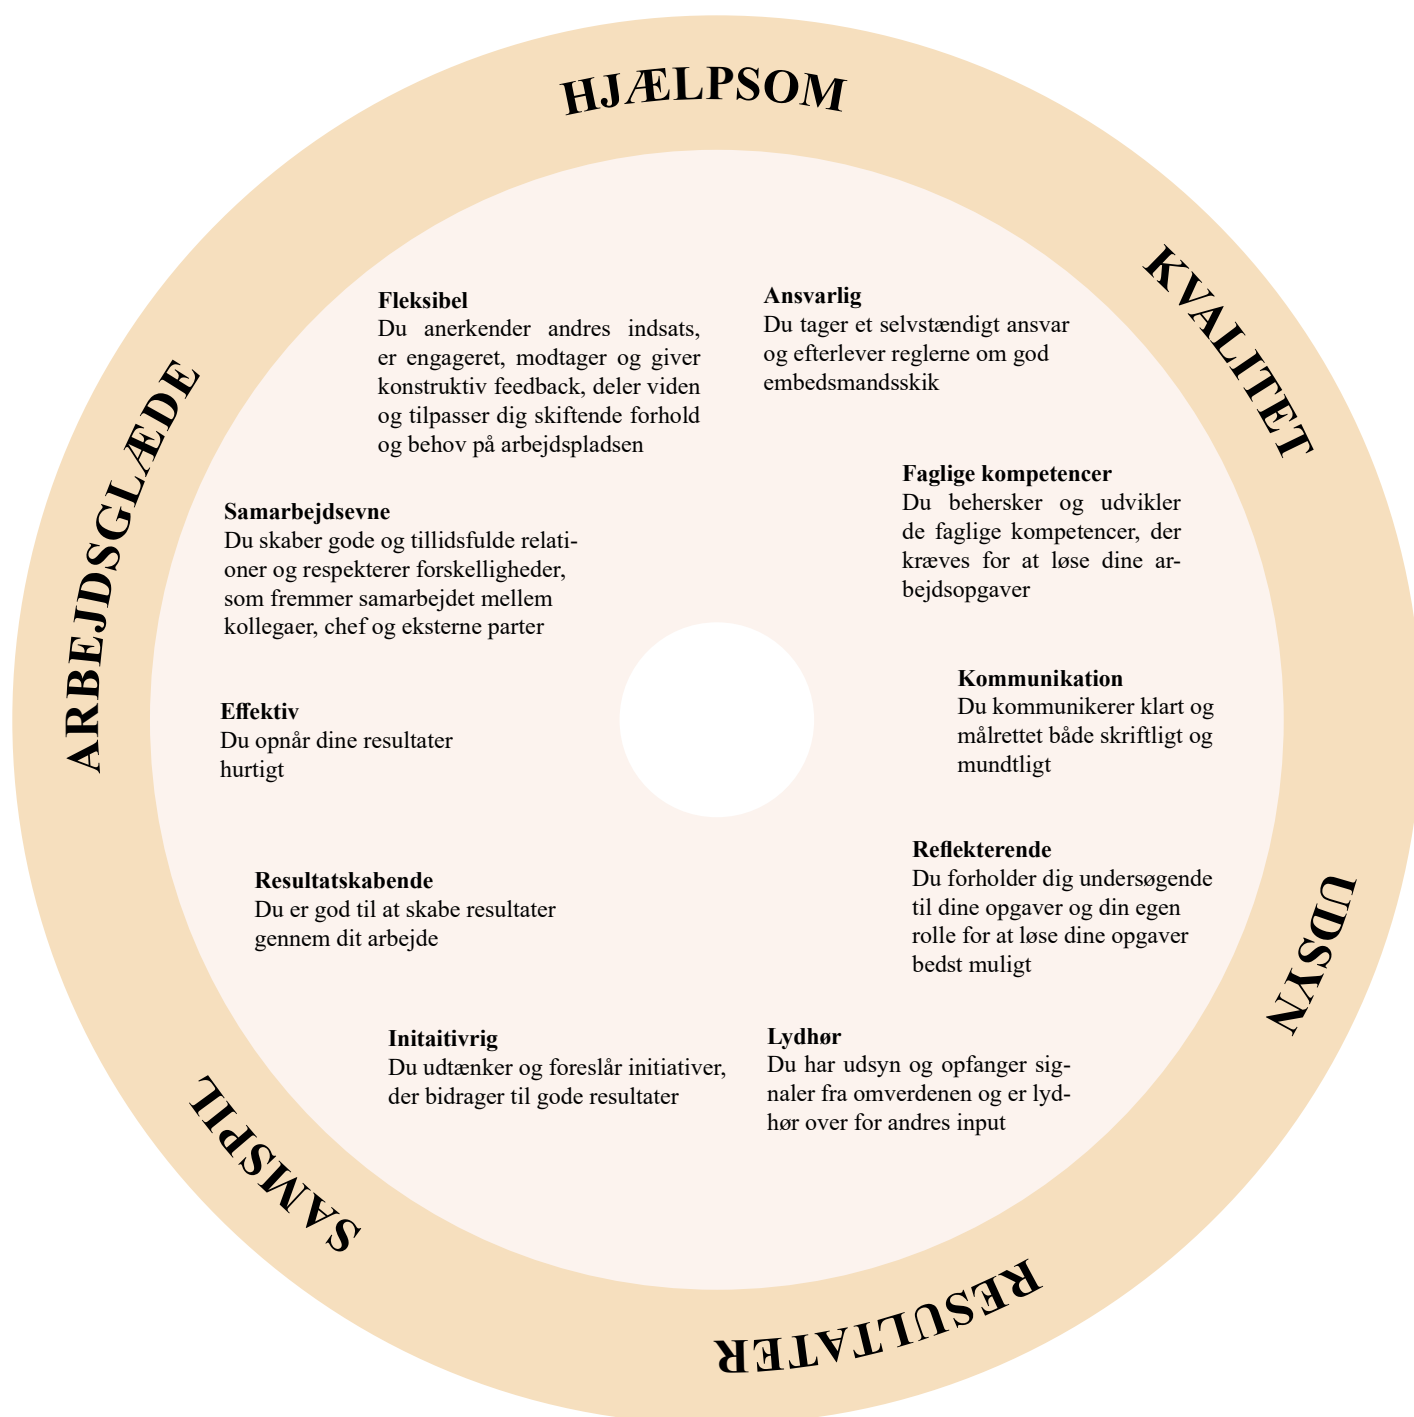 HJÆLPSOM
KVALITET
UDSYN
RESULTATER
SAMSPIL
ARBEJDSGLÆDE
Fleksibel
Du anerkender andres indsats,
er engageret, modtager og giver
konstruktiv feedback, deler viden
og tilpasser dig skiftende forhold
og behov på arbejdspladsen
Ansvarlig
Du tager et selvstændigt ansvar
og efterlever reglerne om god
embedsmandsskik
Faglige kompetencer
Du behersker og udvikler
de faglige kompetencer, der
kræves for at løse dine ar-
bejdsopgaver
Samarbejdsevne
Du skaber gode og tillidsfulde relati-
oner og respekterer forskelligheder,
som fremmer samarbejdet mellem
kollegaer, chef og eksterne parter
Kommunikation
Du kommunikerer klart og
målrettet både skriftligt og
mundtligt
Effektiv
Du opnår dine resultater
hurtigt
Reflekterende
Du forholder dig undersøgende
til dine opgaver og din egen
rolle for at løse dine opgaver
bedst muligt
Resultatskabende
Du er god til at skabe resultater
gennem dit arbejde
Initaitivrig
Du udtænker og foreslår initiativer,
der bidrager til gode resultater
Lydhør
Du har udsyn og opfanger sig-
naler fra omverdenen og er lyd-
hør over for andres input